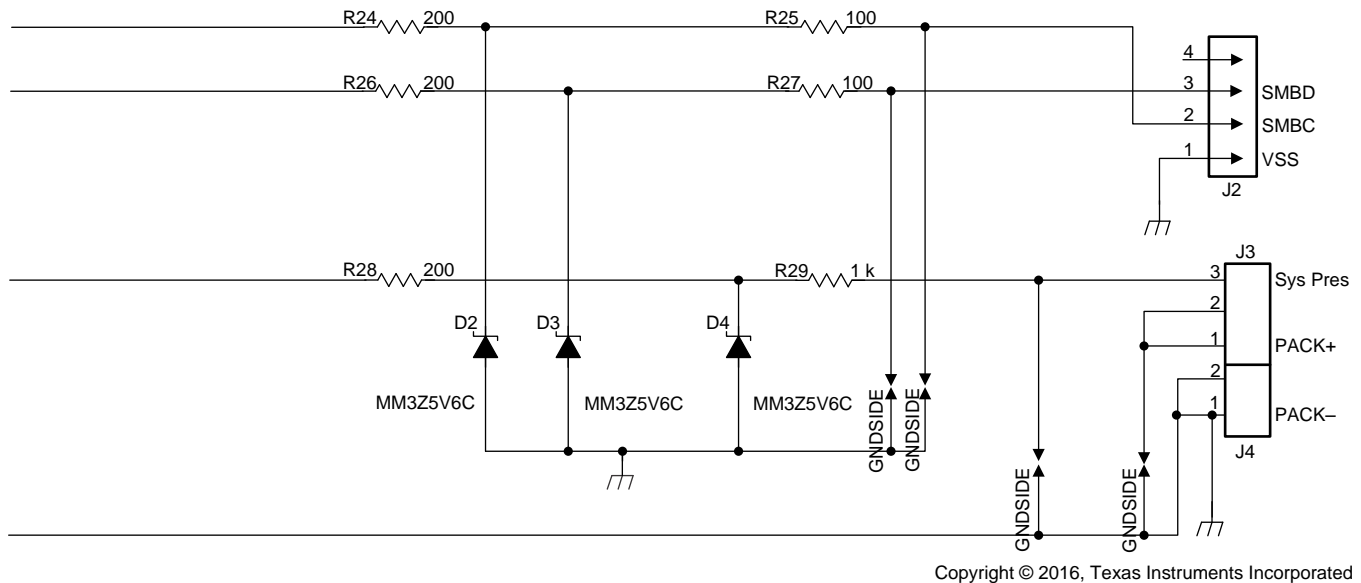 R24 200 R25 100
4
R26 200 R27 100 3 SMBD
2 SMBC
1 VSS
J2
J3
R28 200 R29 1 k 3 Sys Pres
2
D2 D3 D4
1 PACK+
2
MM3Z5V6C MM3Z5V6C MM3Z5V6C
1 PACK–
GNDSIDE
GNDSIDE
J4
GNDSIDE
GNDSIDE
Copyright © 2016, Texas Instruments Incorporated